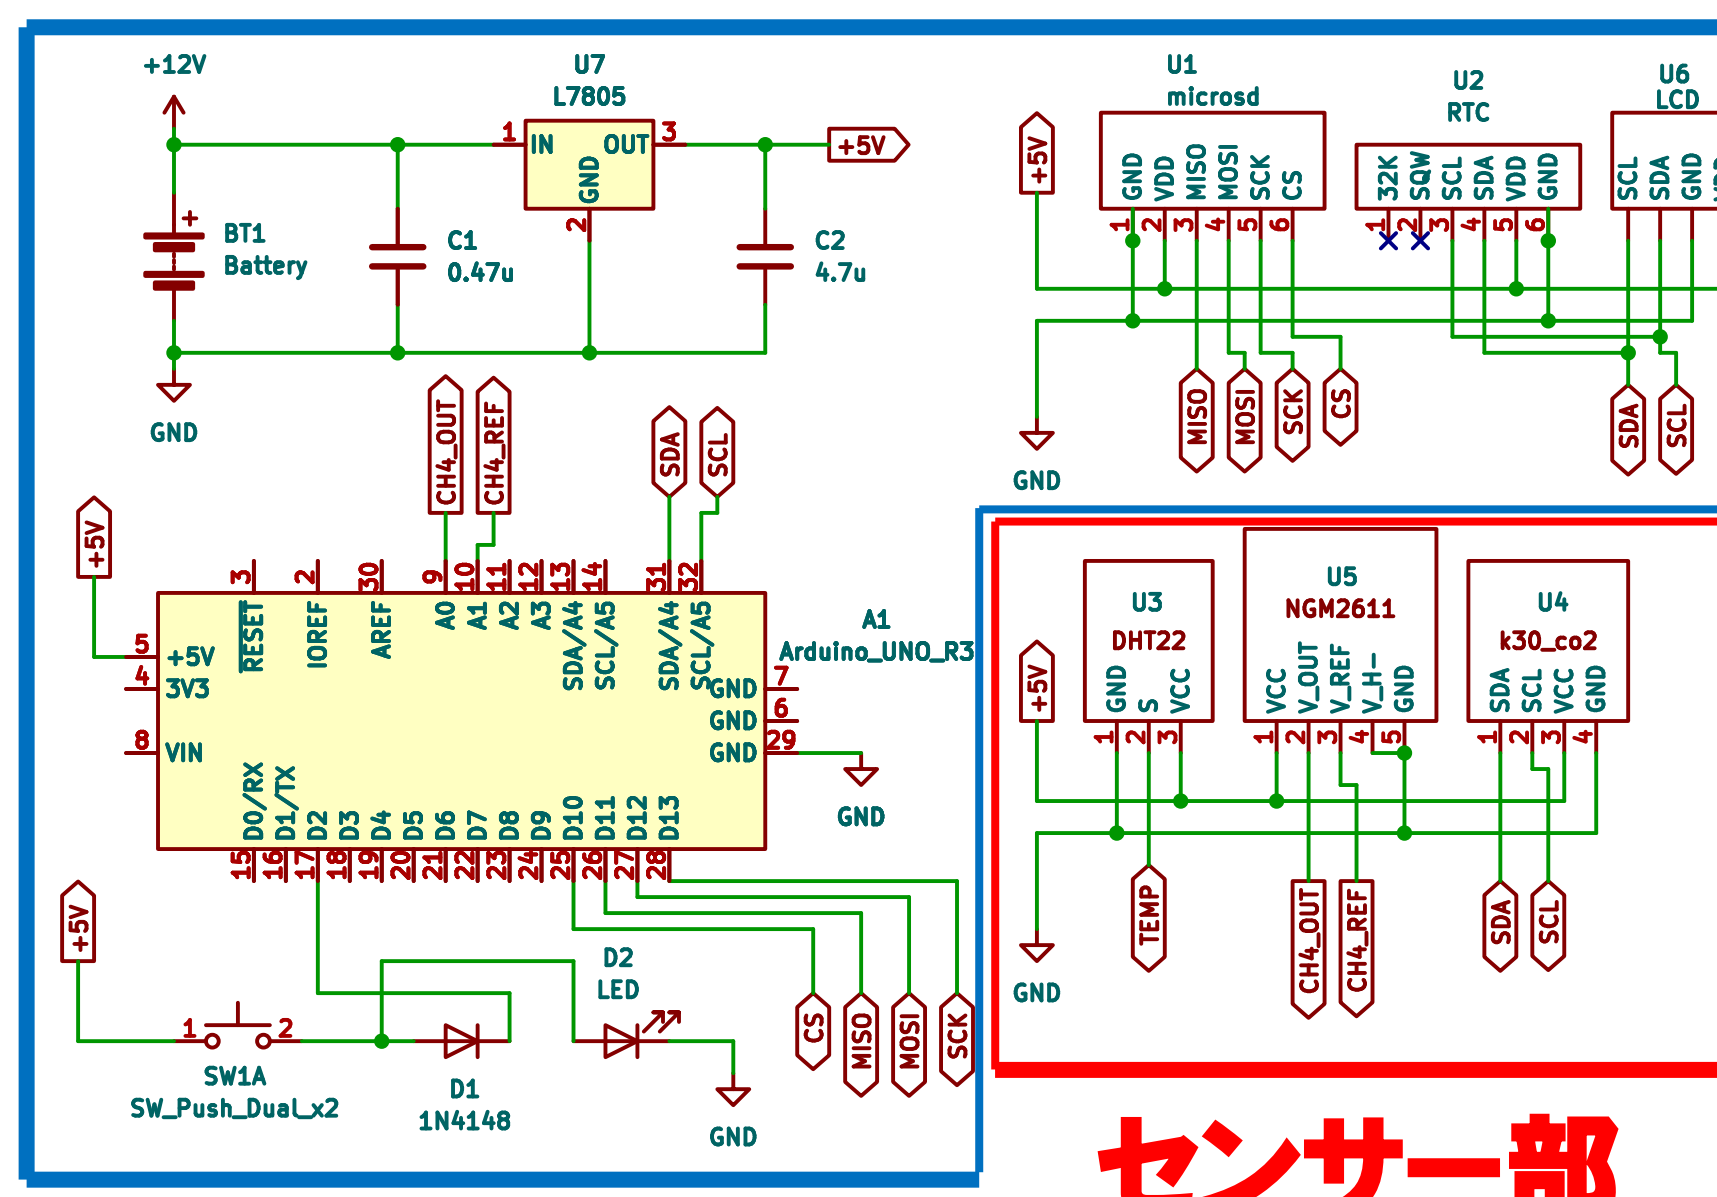 +12V
U7
L7805
1
IN
OUT
3
GND
2
+5V
+
BT1
Battery
C1
0.47u
C2
4.7u
GND
+5V
U1
microsd
GND
VDD
MISO
MOSI
SCK
CS
1
2
3
4
5
6
U2
RTC
32K
SQW
SCL
SDA
VDD
GND
1
2
3
4
5
6
U6
LCD
SCL
SDA
GND
MISO
MOSI
SCK
CS
SDA
SCL
GND
CH4_OUT
CH4_REF
SDA
SCL
+5V
3
2
30
9
10
11
12
13
14
31
32
RESET
IOREF
AREF
A0
A1
A2
A3
SDA/A4
SCL/A5
SDA/A4
SCL/A5
A1
Arduino_UNO_R3
5
+5V
4
3V3
8
VIN
GND
7
GND
6
GND
29
GND
D0/RX
D1/TX
D2
D3
D4
D5
D6
D7
D8
D9
D10
D11
D12
D13
15
16
17
18
19
20
21
22
23
24
25
26
27
28
+5V
1
2
SW1A
SW_Push_Dual_x2
D1
1N4148
D2
LED
GND
CS
MISO
MOSI
SCK
+5V
U3
DHT22
GND
S
VCC
1
2
3
U5
NGM2611
VCC
V_OUT
V_REF
V_H-
GND
1
2
3
4
5
U4
k30_co2
SDA
SCL
VCC
GND
1
2
3
4
TEMP
CH4_OUT
CH4_REF
SDA
SCL
GND
センサー部